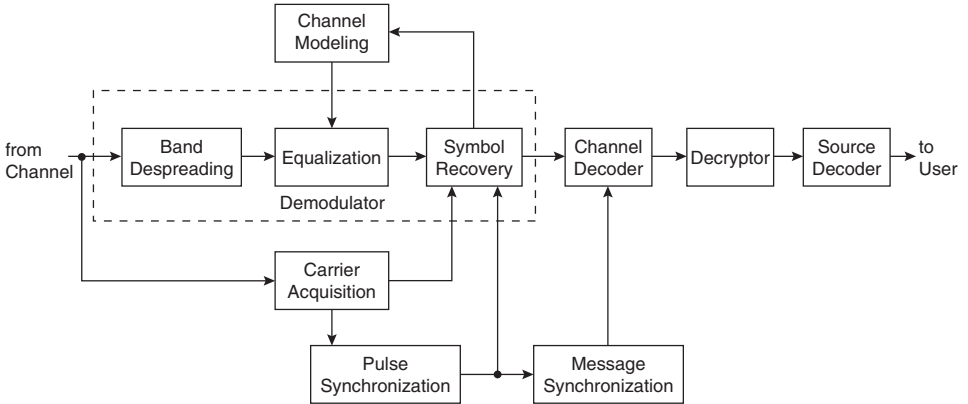 Channel
Modeling
from
Channel
Band
Despreading
Equalization
Symbol
Recovery
Channel
Decoder
Decryptor
Source
Decoder
to
User
Demodulator
Carrier
Acquisition
Pulse
Synchronization
Message
Synchronization